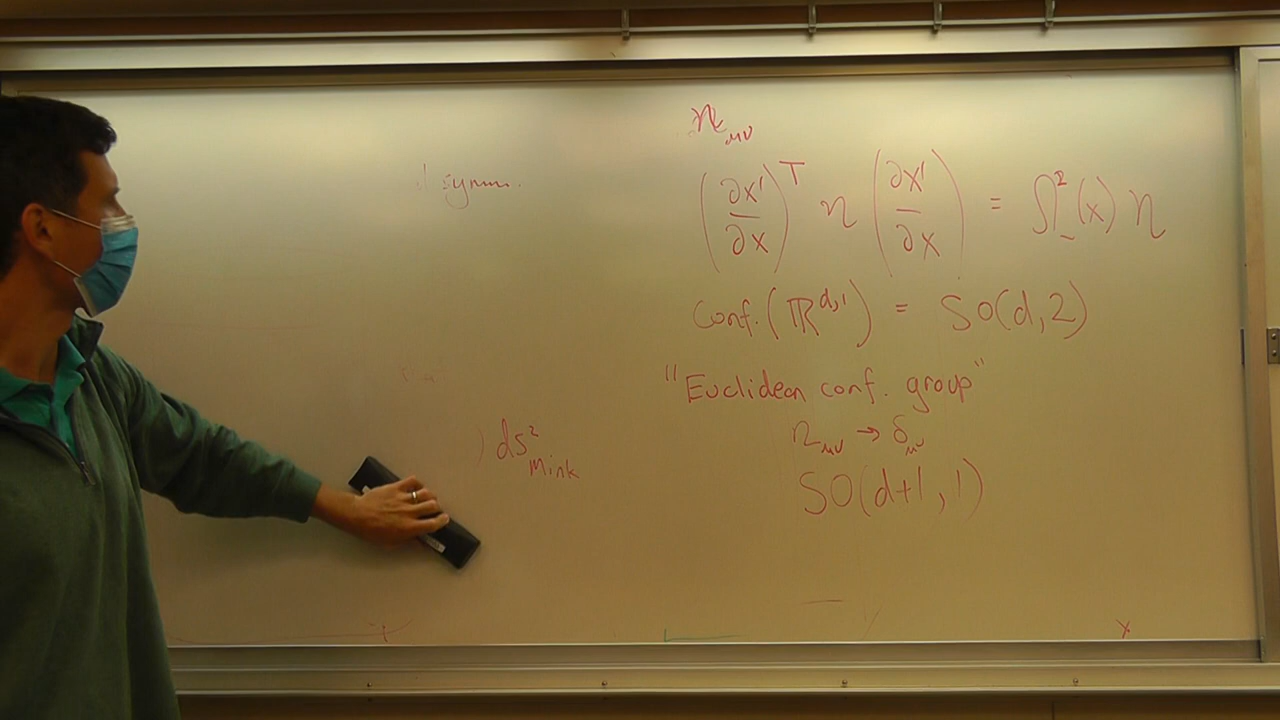 η_μν
symm.
(∂x'/∂x)^T η (∂x'/∂x) = Ω²(x) η
Conf.(ℝ^{d,1}) = SO(d,2)
"Euclidean conf. group"
) ds²_Mink
η_μν → δ_μν
SO(d+1,1)